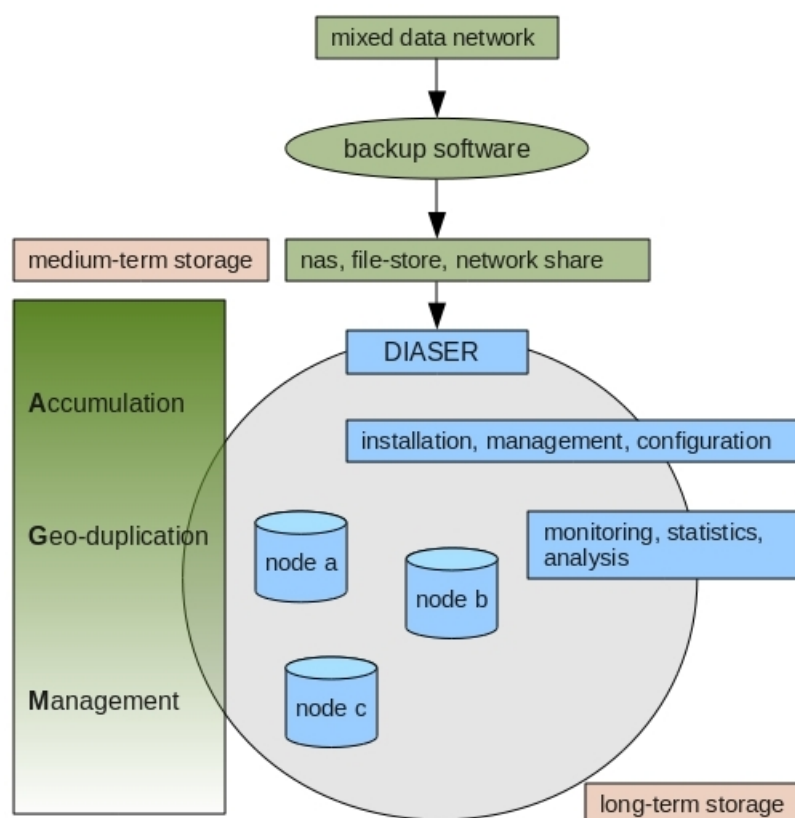 mixed data network
backup software
medium-term storage
nas, file-store, network share
DIASER
Accumulation
installation, management, configuration
Geo-duplication
monitoring, statistics,
analysis
node a
node b
Management
node c
long-term storage